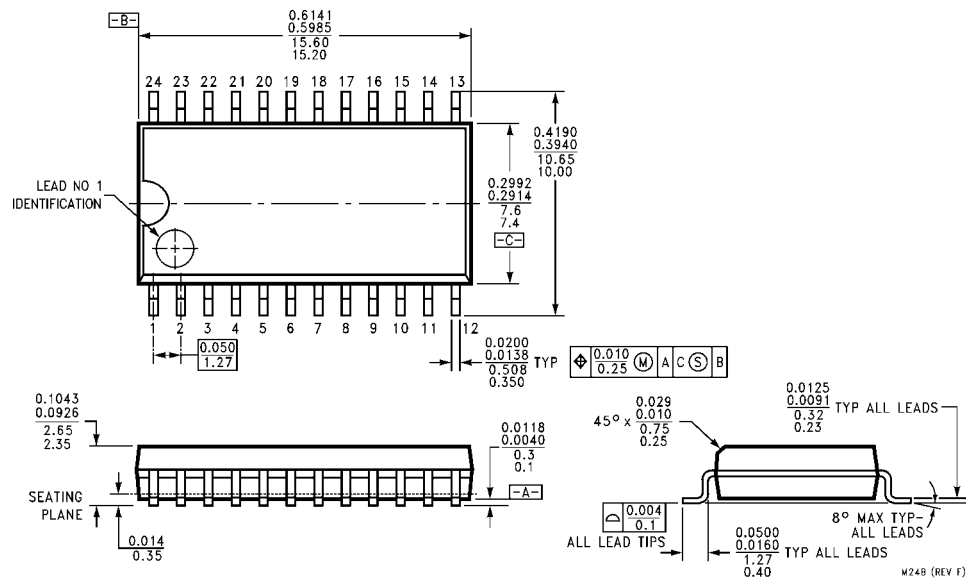 -B-
0.6141
0.5985
15.60
15.20
24 23 22 21 20 19 18 17 16 15 14 13
0.4190
0.3940
10.65
10.00
LEAD NO 1
IDENTIFICATION
0.2992
0.2914
7.6
7.4
-C-
1 2 3 4 5 6 7 8 9 10 11 12
0.050
1.27
0.0200
0.0138
0.508
0.350
TYP
0.010
0.25
M A C S B
0.1043
0.0926
2.65
2.35
0.0118
0.0040
0.3
0.1
-A-
SEATING
PLANE
0.014
0.35
45° x
0.029
0.010
0.75
0.25
0.0125
0.0091
0.32
0.23
TYP ALL LEADS
0.004
0.1
ALL LEAD TIPS
0.0500
0.0160
1.27
0.40
TYP ALL LEADS
8° MAX TYP-
ALL LEADS
M24B (REV F)